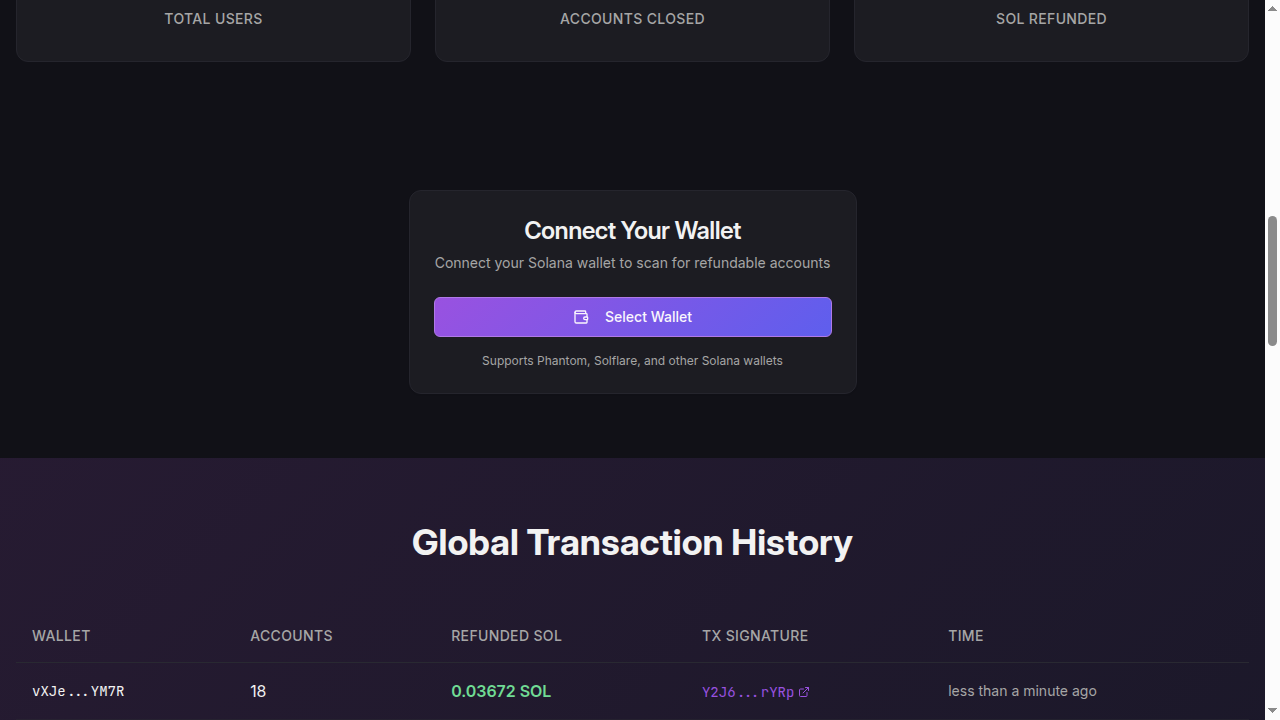 TOTAL USERS
ACCOUNTS CLOSED
SOL REFUNDED
Connect Your Wallet
Connect your Solana wallet to scan for refundable accounts
Select Wallet
Supports Phantom, Solflare, and other Solana wallets
Global Transaction History
WALLET ACCOUNTS REFUNDED SOL TX SIGNATURE TIME
vXJe...YM7R 18 0.03672 SOL Y2J6...rYRp less than a minute ago